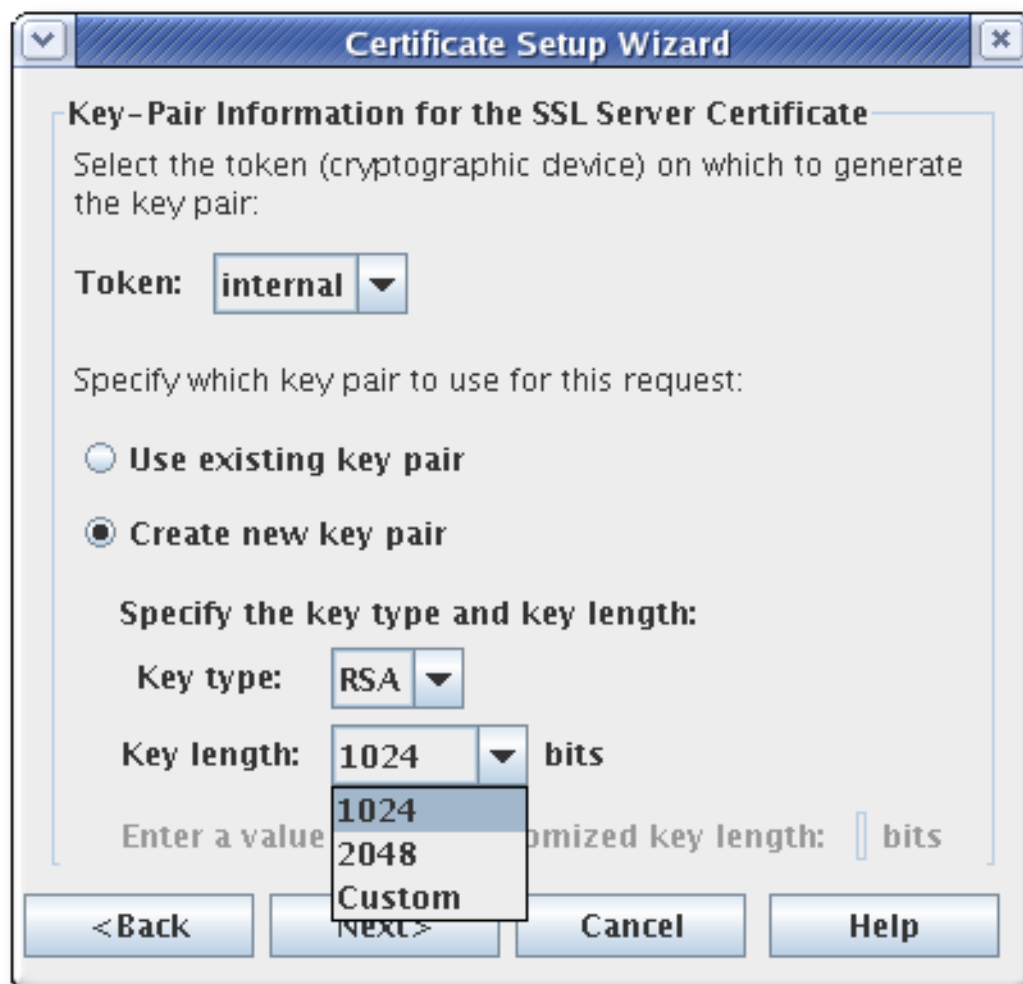 Certificate Setup Wizard
Key-Pair Information for the SSL Server Certificate
Select the token (cryptographic device) on which to generate
the key pair:
Token: internal
Specify which key pair to use for this request:
Use existing key pair
Create new key pair
Specify the key type and key length:
Key type: RSA
Key length: 1024 bits
1024
Enter a value omized key length: bits
2048
Custom
<Back Next> Cancel Help